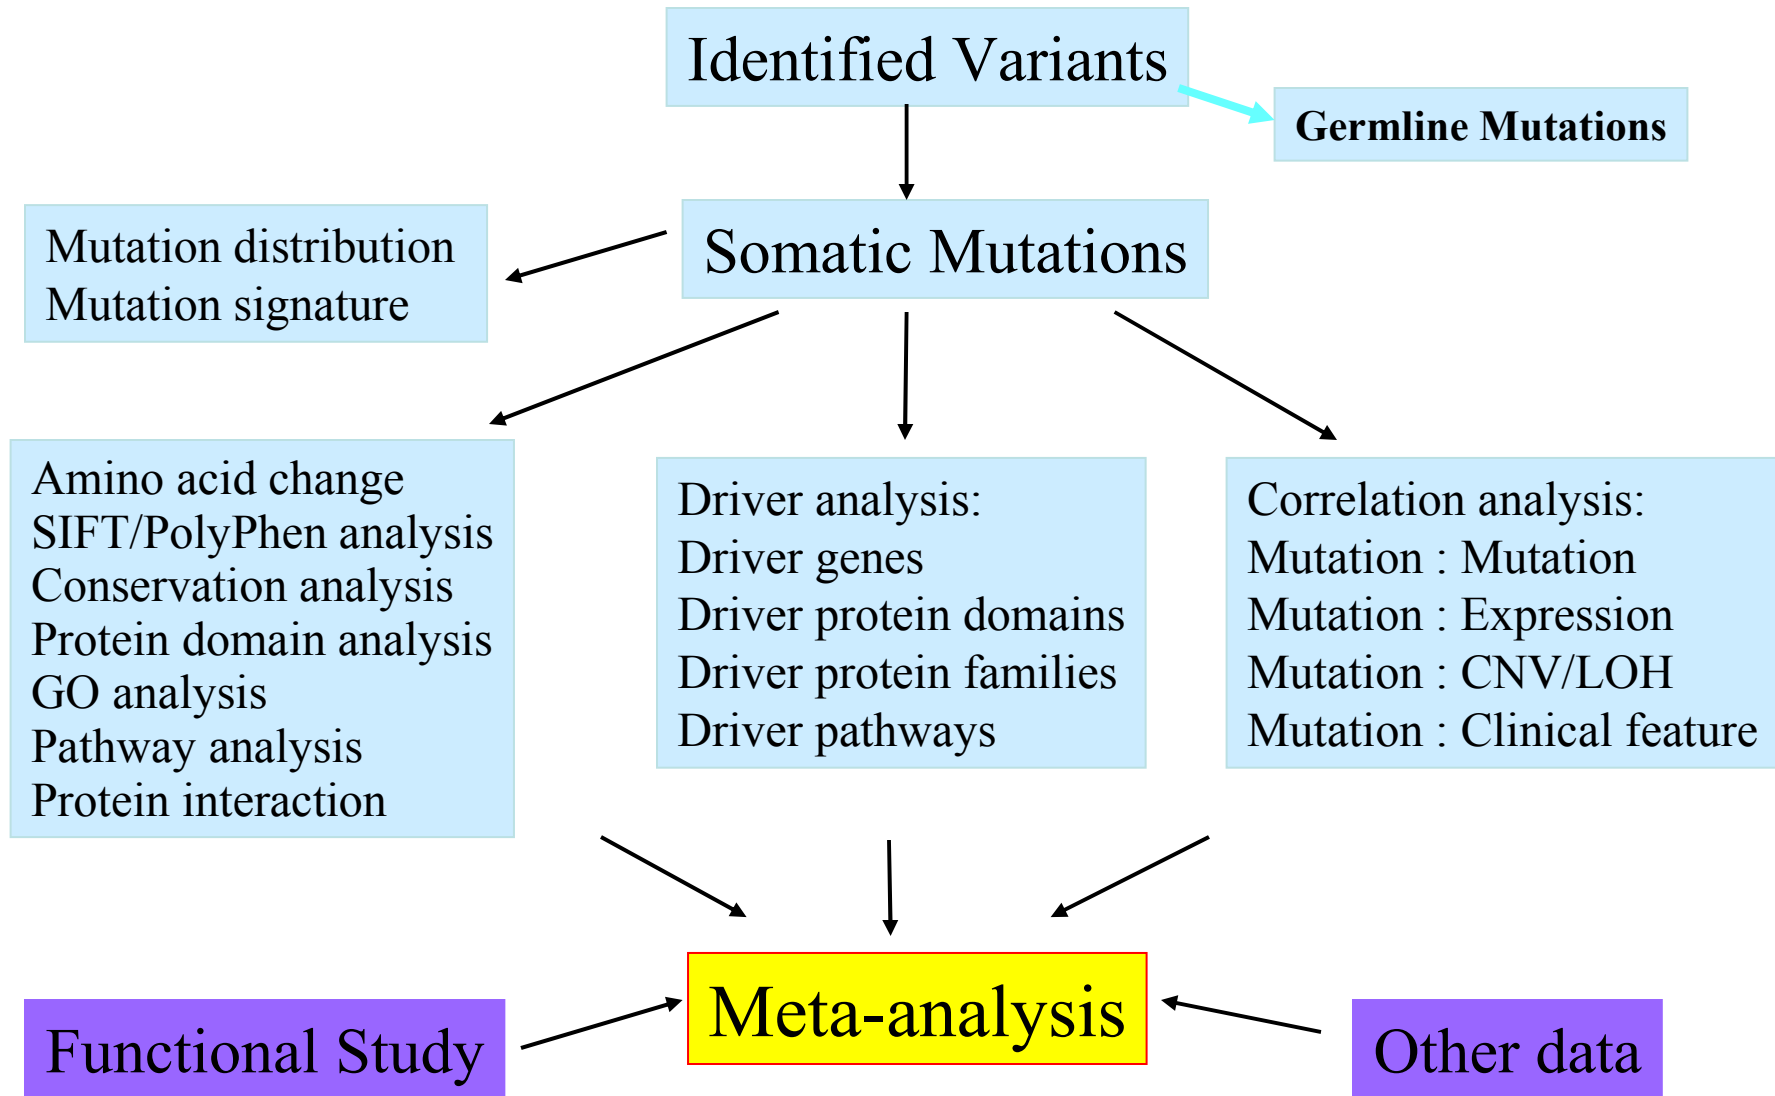 Identified Variants
Germline Mutations
Somatic Mutations
Mutation distribution
Mutation signature
Amino acid change
SIFT/PolyPhen analysis
Conservation analysis
Protein domain analysis
GO analysis
Pathway analysis
Protein interaction
Driver analysis:
Driver genes
Driver protein domains
Driver protein families
Driver pathways
Correlation analysis:
Mutation : Mutation
Mutation : Expression
Mutation : CNV/LOH
Mutation : Clinical feature
Meta-analysis
Functional Study
Other data